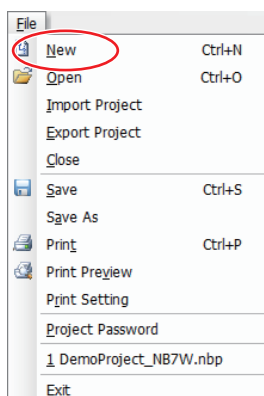 File
New Ctrl+N
Open Ctrl+O
Import Project
Export Project
Close
Save Ctrl+S
Save As
Print Ctrl+P
Print Preview
Print Setting
Project Password
1 DemoProject_NB7W.nbp
Exit